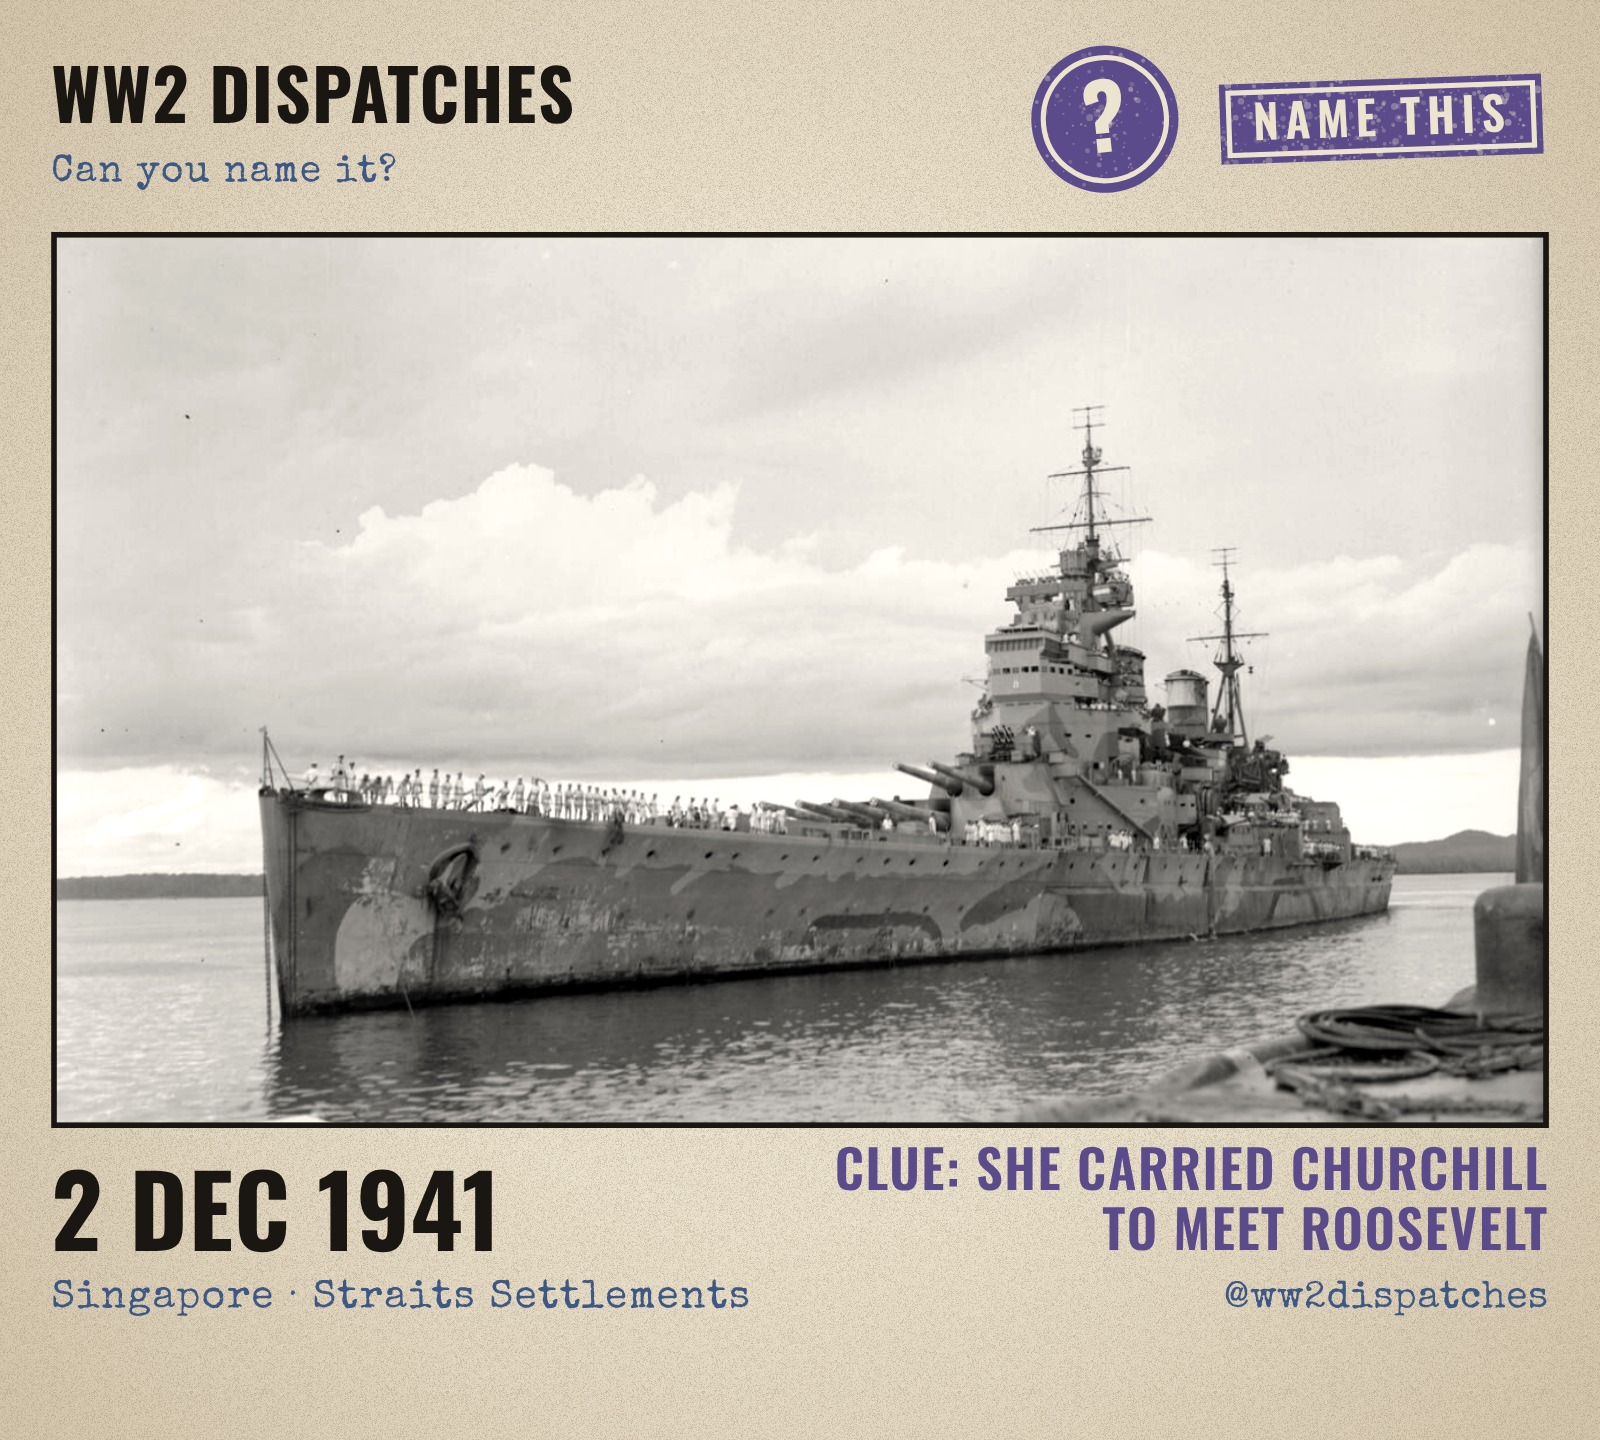 WW2 DISPATCHES
Can you name it?
?
NAME THIS
2 DEC 1941
Singapore · Straits Settlements
CLUE: SHE CARRIED CHURCHILL
TO MEET ROOSEVELT
@ww2dispatches